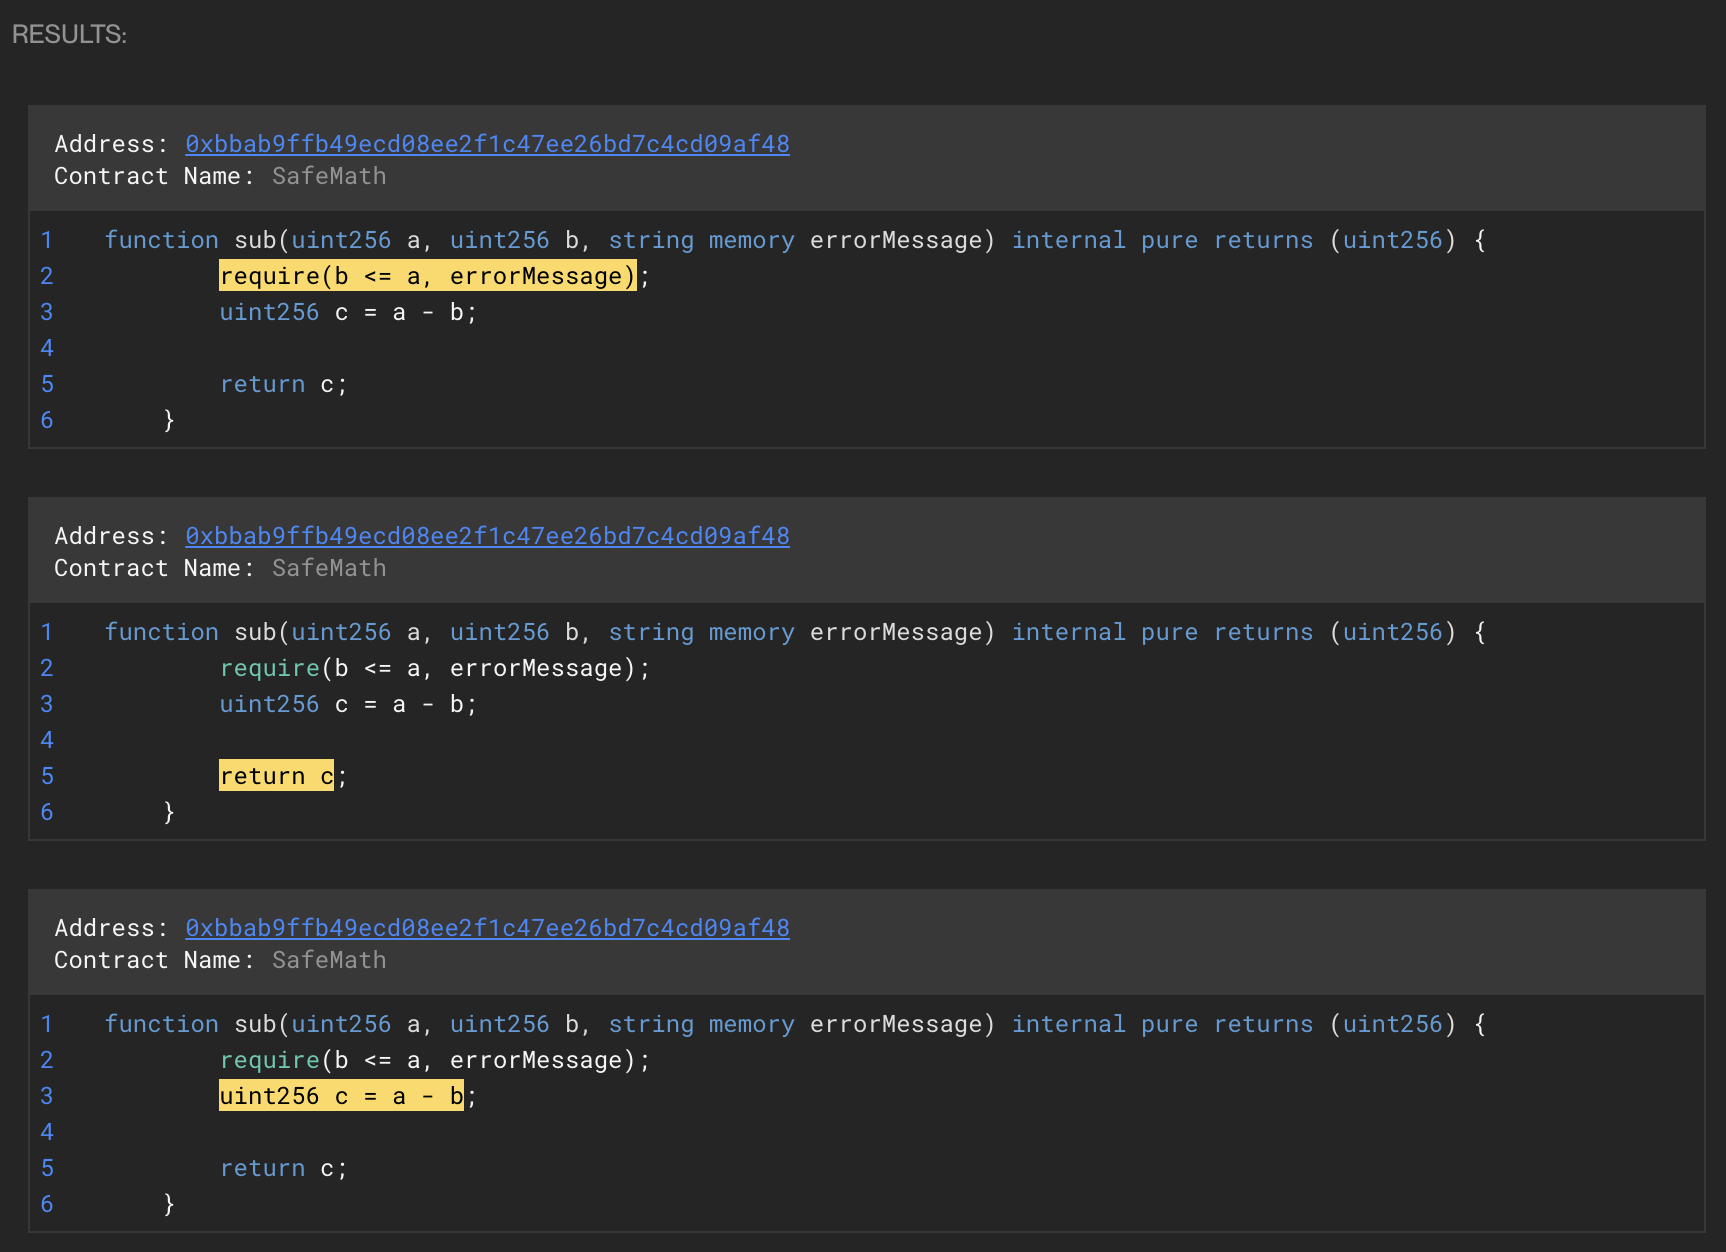 RESULTS:
Address: 0xbbab9ffb49ecd08ee2f1c47ee26bd7c4cd09af48
Contract Name: SafeMath
1 function sub(uint256 a, uint256 b, string memory errorMessage) internal pure returns (uint256) {
2 require(b <= a, errorMessage);
3 uint256 c = a - b;
4
5 return c;
6 }
Address: 0xbbab9ffb49ecd08ee2f1c47ee26bd7c4cd09af48
Contract Name: SafeMath
1 function sub(uint256 a, uint256 b, string memory errorMessage) internal pure returns (uint256) {
2 require(b <= a, errorMessage);
3 uint256 c = a - b;
4
5 return c;
6 }
Address: 0xbbab9ffb49ecd08ee2f1c47ee26bd7c4cd09af48
Contract Name: SafeMath
1 function sub(uint256 a, uint256 b, string memory errorMessage) internal pure returns (uint256) {
2 require(b <= a, errorMessage);
3 uint256 c = a - b;
4
5 return c;
6 }